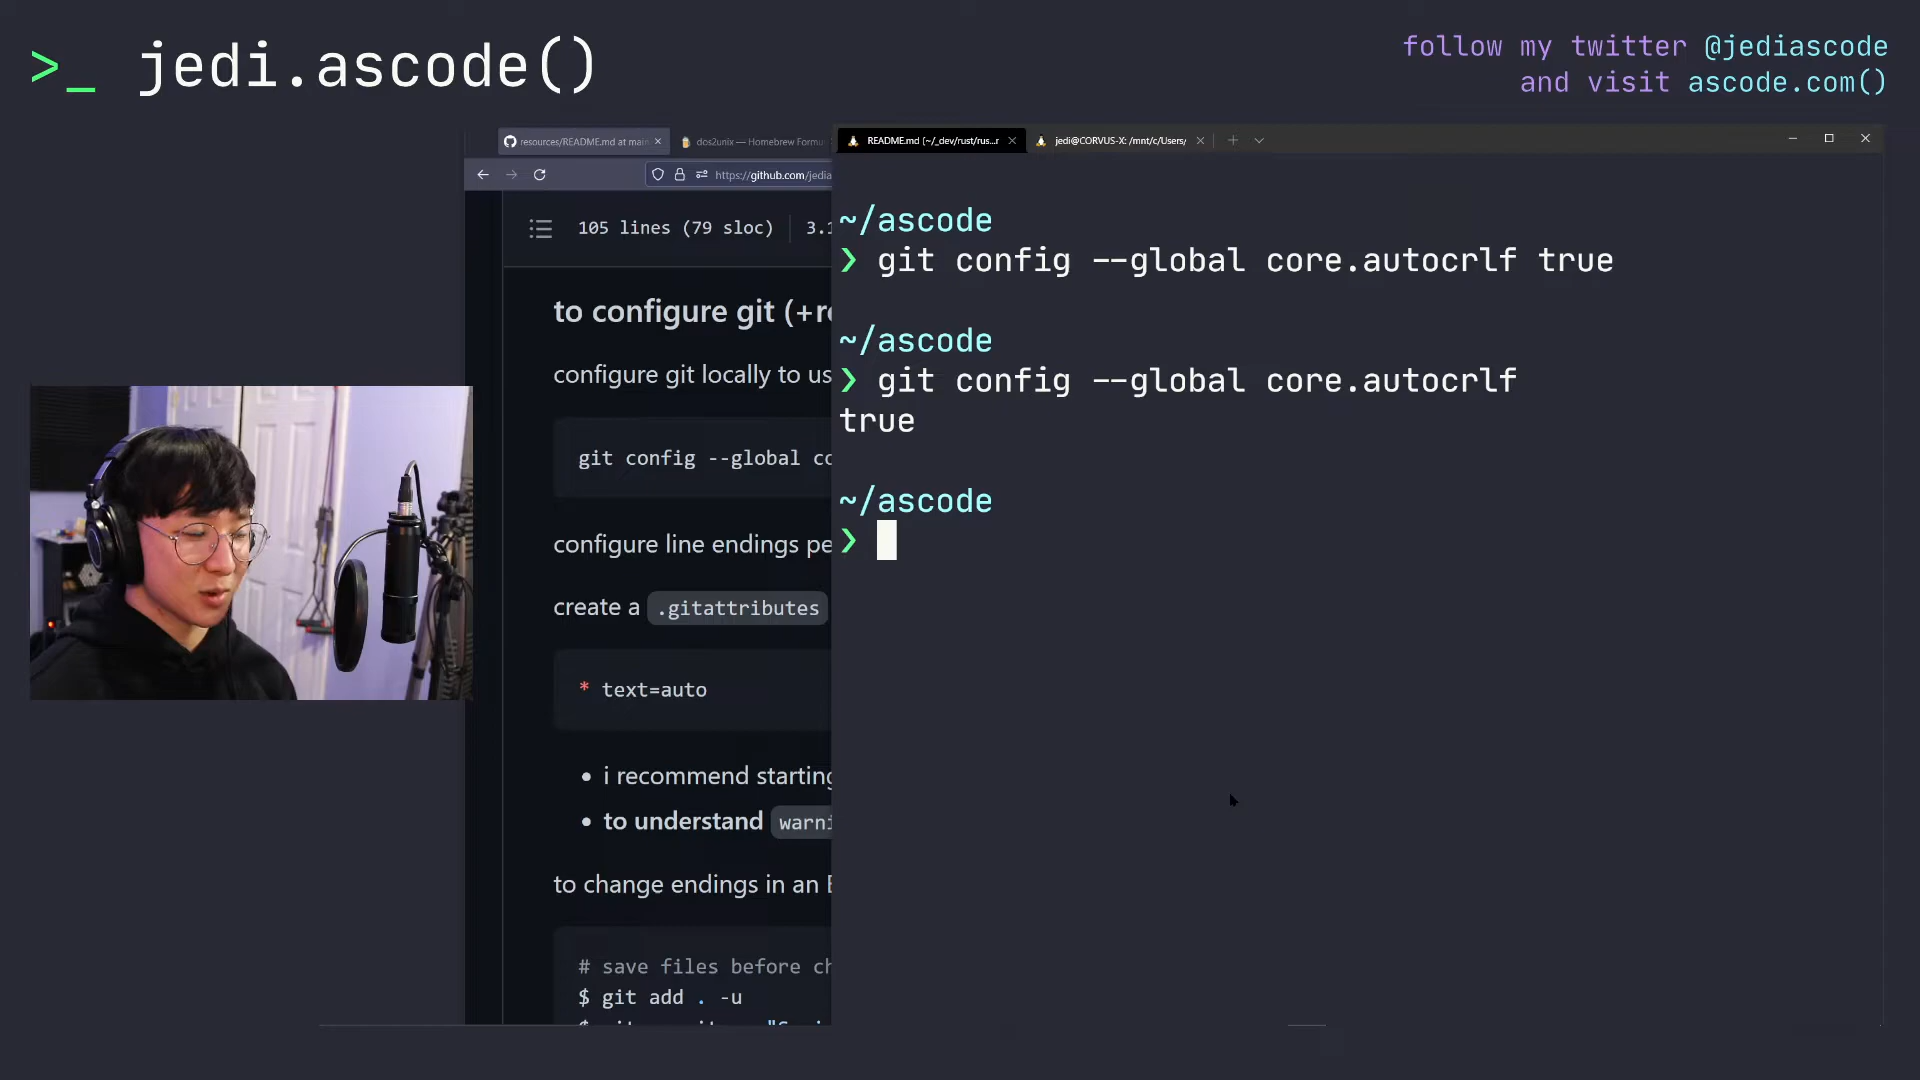 >_ jedi.ascode()
follow my twitter @jediascode
and visit ascode.com()
resources/README.md at main
dos2unix — Homebrew Formu
README.md (~/_dev/rust/rus...r
jedi@CORVUS-X: /mnt/c/Users/
https://github.com/jedia
105 lines (79 sloc)
to configure git (+r
configure git locally to us
git config --global co
configure line endings pe
create a .gitattributes
* text=auto
i recommend starting
to understand warni
to change endings in an
# save files before ch
$ git add . -u
~/ascode
❯ git config --global core.autocrlf true
~/ascode
❯ git config --global core.autocrlf
true
~/ascode
❯